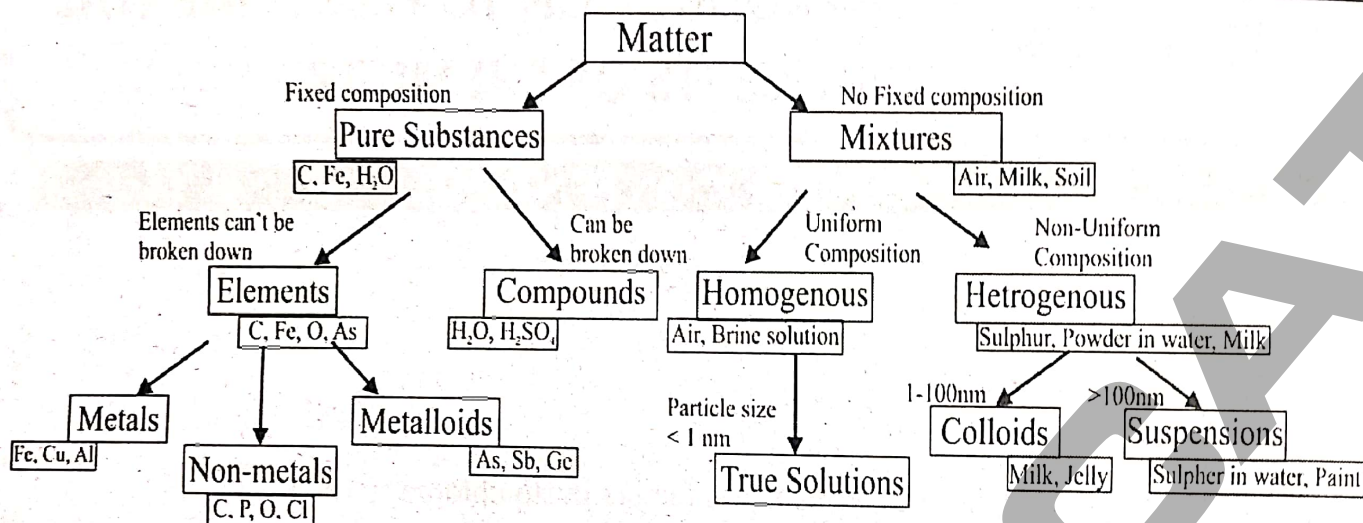 Matter
Fixed composition
No Fixed composition
Pure Substances
Mixtures
C, Fe, H₂O
Air, Milk, Soil
Elements can't be
broken down
Can be
broken down
Uniform
Composition
Non-Uniform
Composition
Elements
Compounds
Homogenous
Hetrogenous
C, Fe, O, As
H₂O, H₂SO₄
Air, Brine solution
Sulphur, Powder in water, Milk
Metals
Fe, Cu, Al
Non-metals
C, P, O, Cl
Metalloids
As, Sb, Ge
Particle size
< 1 nm
True Solutions
1-100nm
>100nm
Colloids
Suspensions
Milk, Jelly
Sulpher in water, Paint